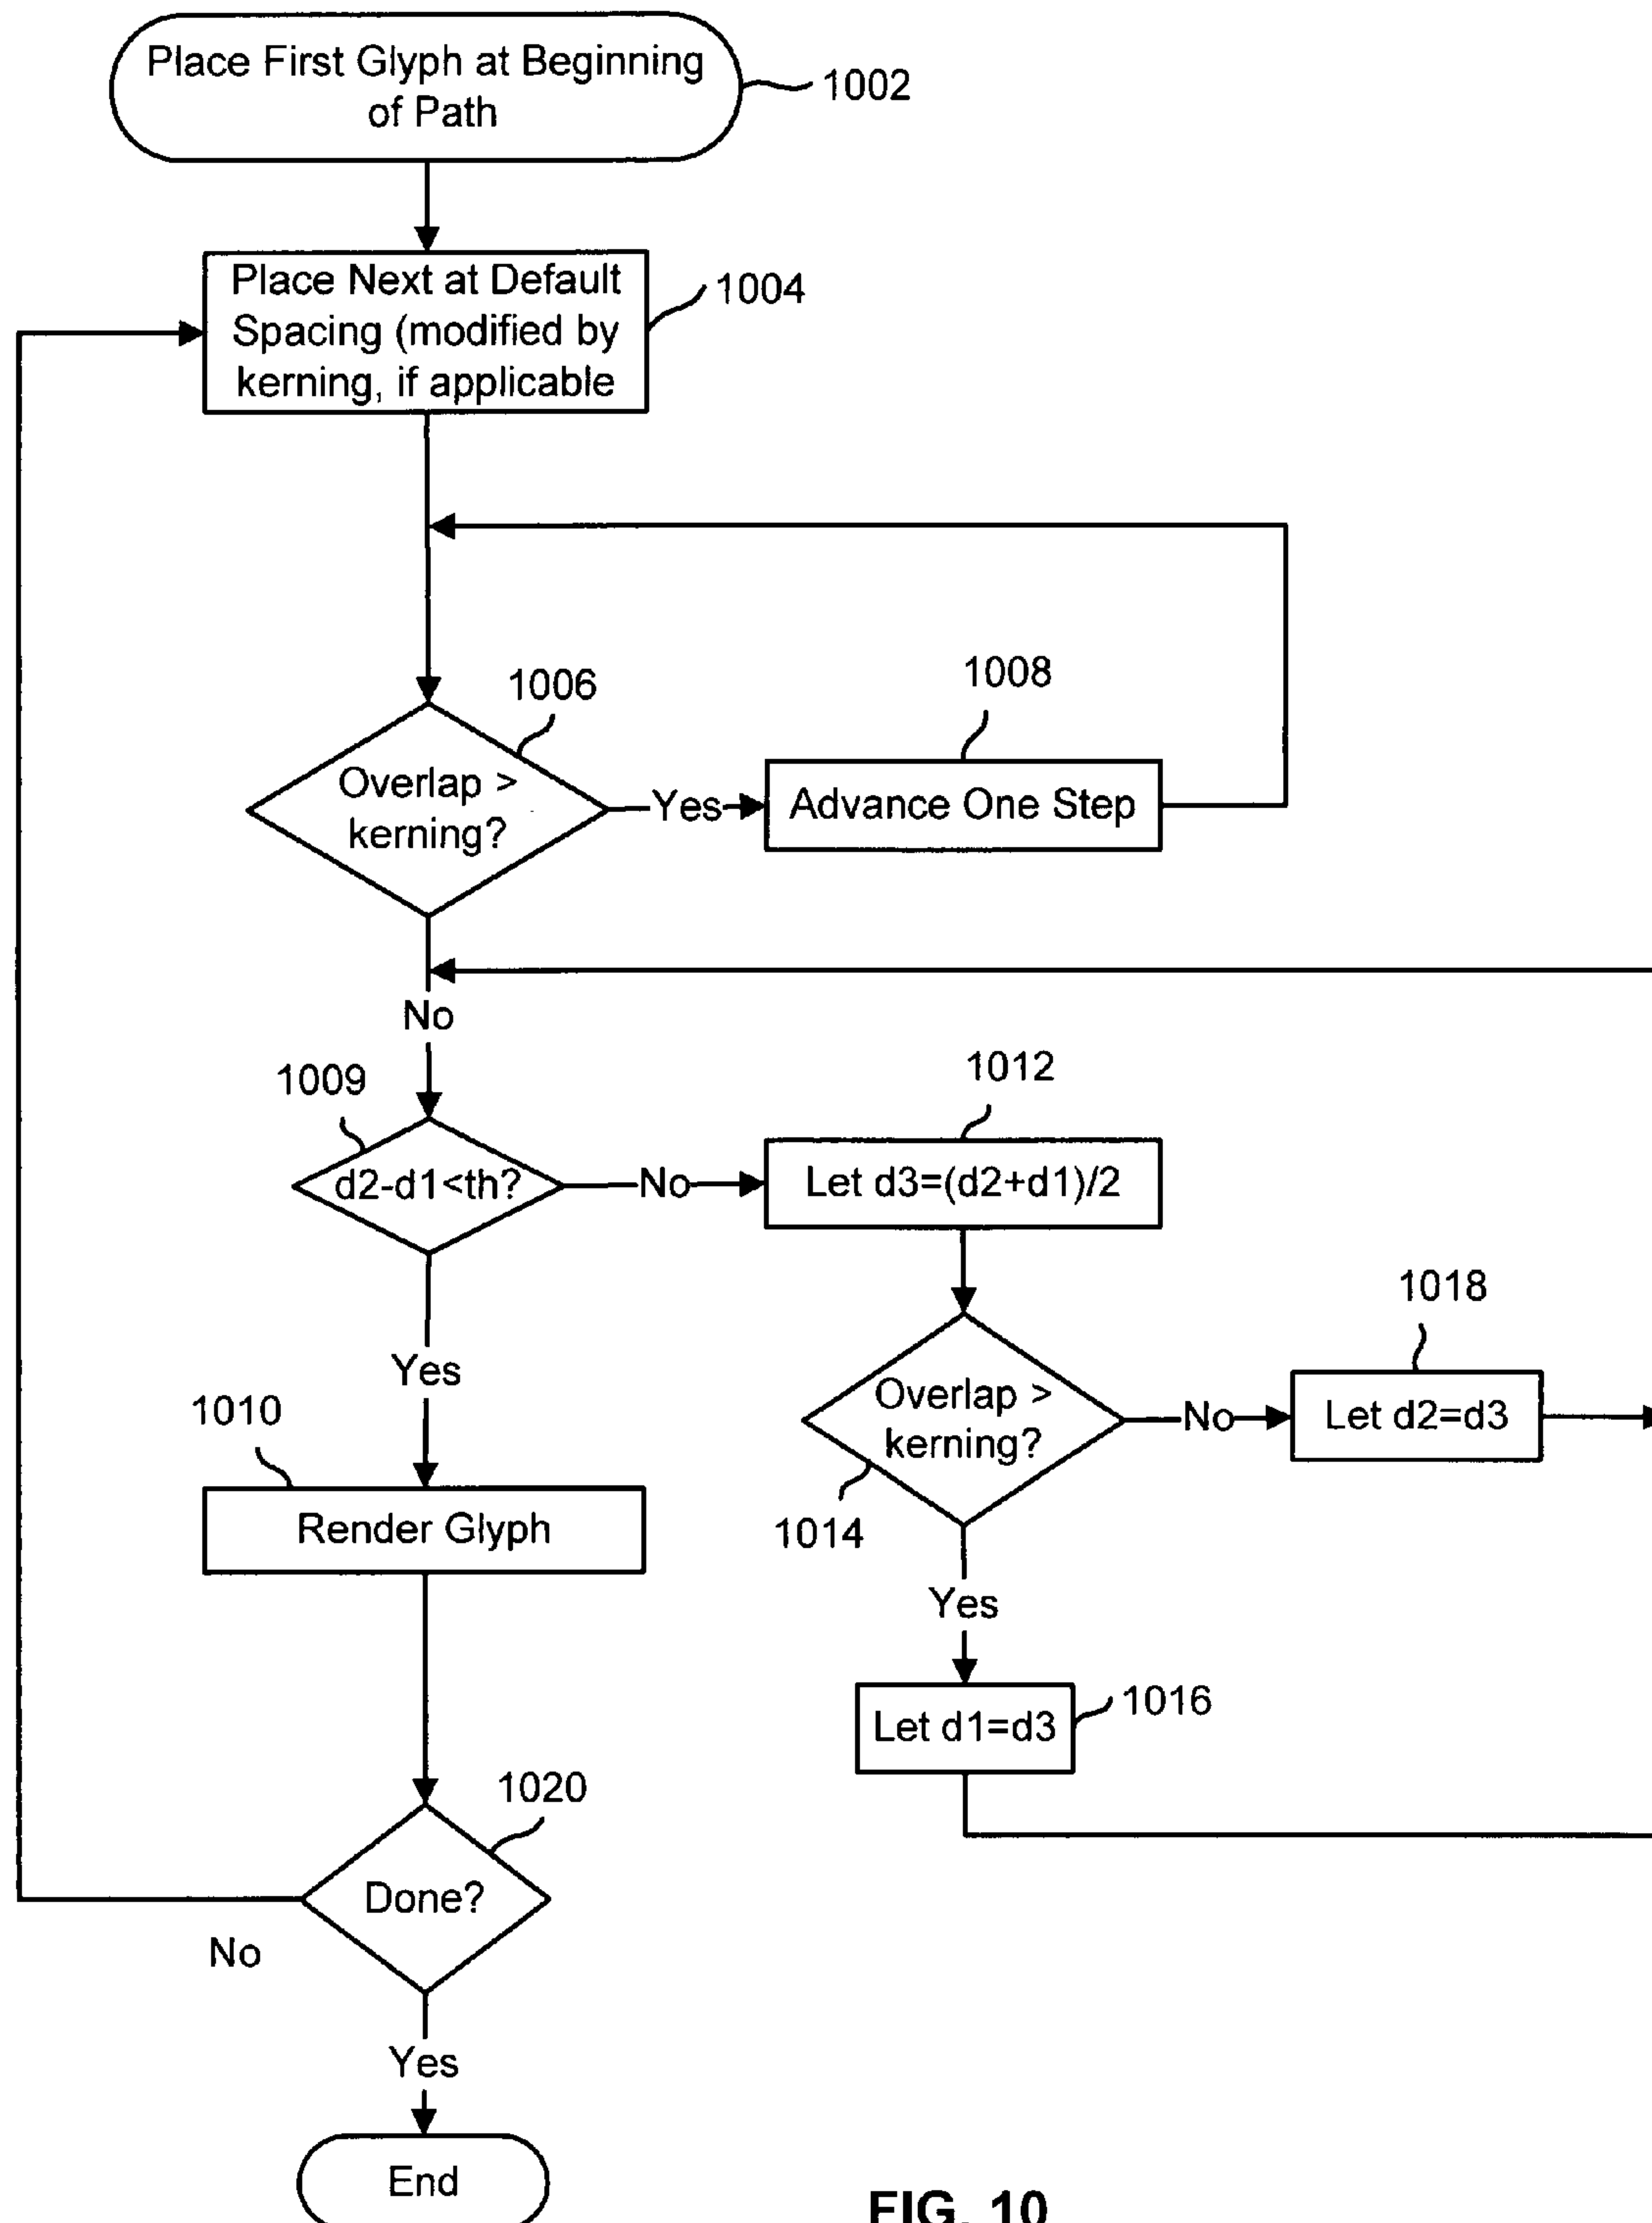 Place First Glyph at Beginning
of Path
1002
Place Next at Default
Spacing (modified by
kerning, if applicable
1004
1006
Overlap >
kerning?
Yes
1008
Advance One Step
No
1009
d2-d1<th?
No
1012
Let d3=(d2+d1)/2
Yes
Overlap >
kerning?
1014
No
1018
Let d2=d3
1010
Render Glyph
Yes
Let d1=d3
1016
1020
Done?
No
Yes
End
FIG. 10